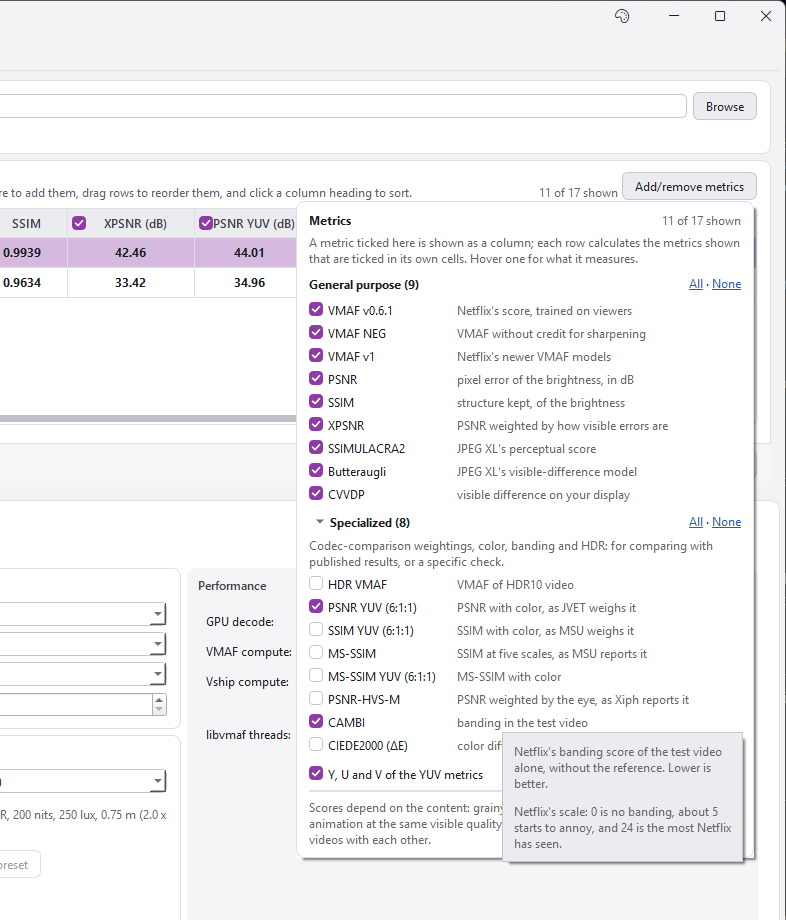 Browse
re to add them, drag rows to reorder them, and click a column heading to sort.
11 of 17 shown
Add/remove metrics
SSIM XPSNR (dB) PSNR YUV (dB)
0.9939 42.46 44.01
0.9634 33.42 34.96
Metrics 11 of 17 shown
A metric ticked here is shown as a column; each row calculates the metrics shown
that are ticked in its own cells. Hover one for what it measures.
General purpose (9) All · None
VMAF v0.6.1 Netflix's score, trained on viewers
VMAF NEG VMAF without credit for sharpening
VMAF v1 Netflix's newer VMAF models
PSNR pixel error of the brightness, in dB
SSIM structure kept, of the brightness
XPSNR PSNR weighted by how visible errors are
SSIMULACRA2 JPEG XL's perceptual score
Butteraugli JPEG XL's visible-difference model
CVVDP visible difference on your display
Specialized (8) All · None
Codec-comparison weightings, color, banding and HDR: for comparing with
published results, or a specific check.
HDR VMAF VMAF of HDR10 video
PSNR YUV (6:1:1) PSNR with color, as JVET weighs it
SSIM YUV (6:1:1) SSIM with color, as MSU weighs it
MS-SSIM SSIM at five scales, as MSU reports it
MS-SSIM YUV (6:1:1) MS-SSIM with color
PSNR-HVS-M PSNR weighted by the eye, as Xiph reports it
CAMBI banding in the test video
CIEDE2000 (ΔE) color dif
Y, U and V of the YUV metrics
Scores depend on the content: grainy
animation at the same visible quality
videos with each other.
Netflix's banding score of the test video
alone, without the reference. Lower is
better.
Netflix's scale: 0 is no banding, about 5
starts to annoy, and 24 is the most Netflix
has seen.
Performance
GPU decode:
VMAF compute:
Vship compute:
libvmaf threads:
)
R, 200 nits, 250 lux, 0.75 m (2.0 x
preset